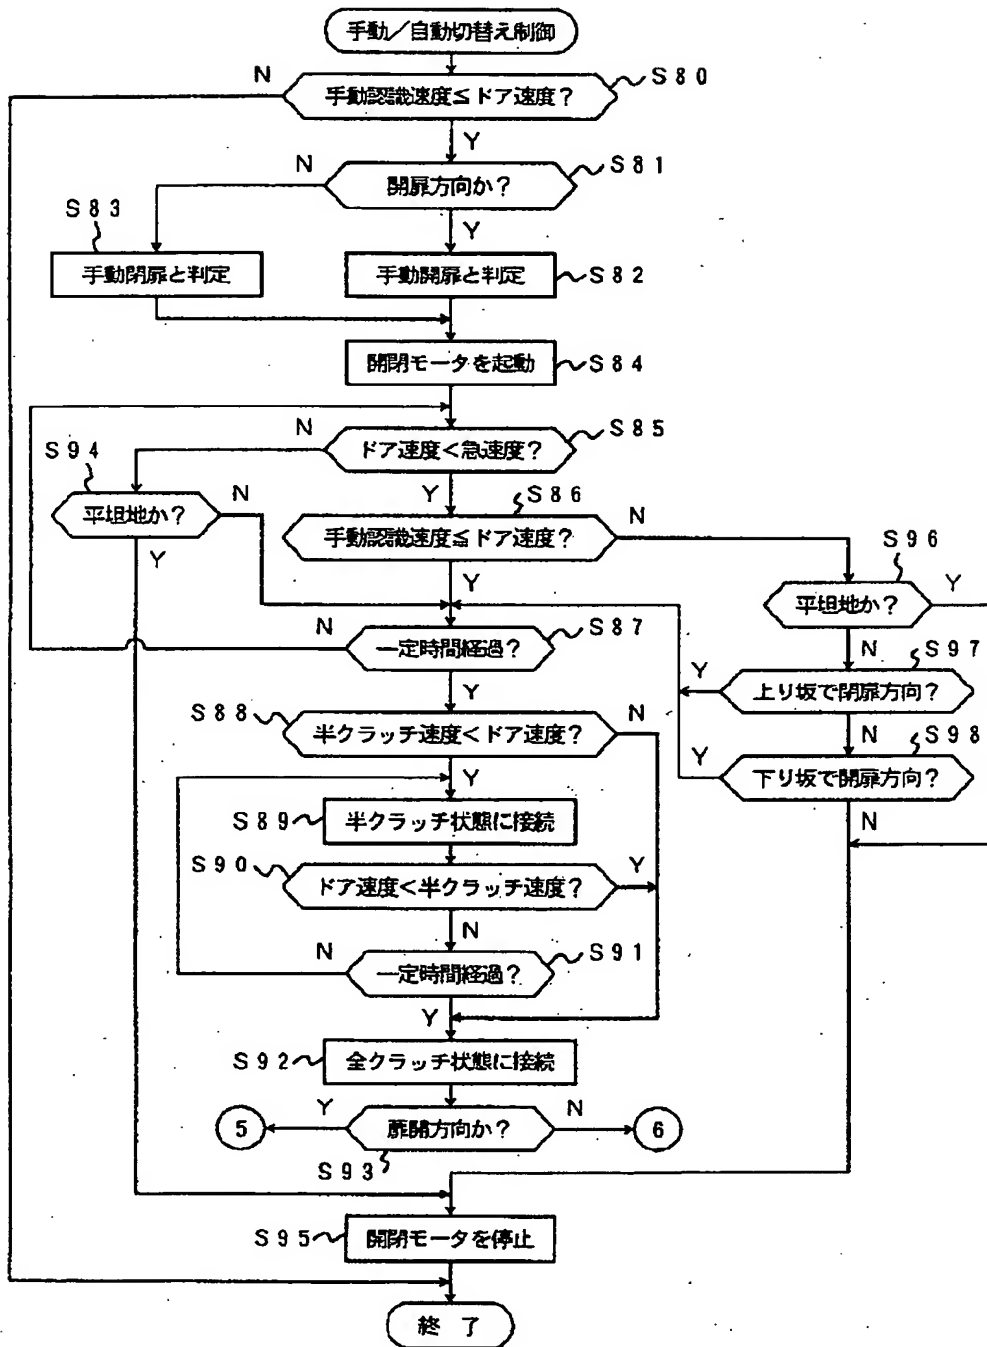 手動／自動切替え制御
N
手動認識速度≦ドア速度？
S80
Y
N
開扉方向か？
S81
S83
Y
手動閉扉と判定
手動開扉と判定
S82
開閉モータを起動
S84
N
ドア速度＜急速度？
S85
S94
Y
S86
平坦地か？
N
手動認識速度≦ドア速度？
N
S96
Y
Y
平坦地か？
Y
N
一定時間経過？
S87
N
S97
Y
Y
上り坂で閉扉方向？
S88
半クラッチ速度＜ドア速度？
N
N
S98
Y
Y
下り坂で開扉方向？
S89
半クラッチ状態に接続
N
S90
ドア速度＜半クラッチ速度？
Y
N
N
一定時間経過？
S91
Y
S92
全クラッチ状態に接続
Y
N
5
扉開方向か？
6
S93
S95
開閉モータを停止
終了